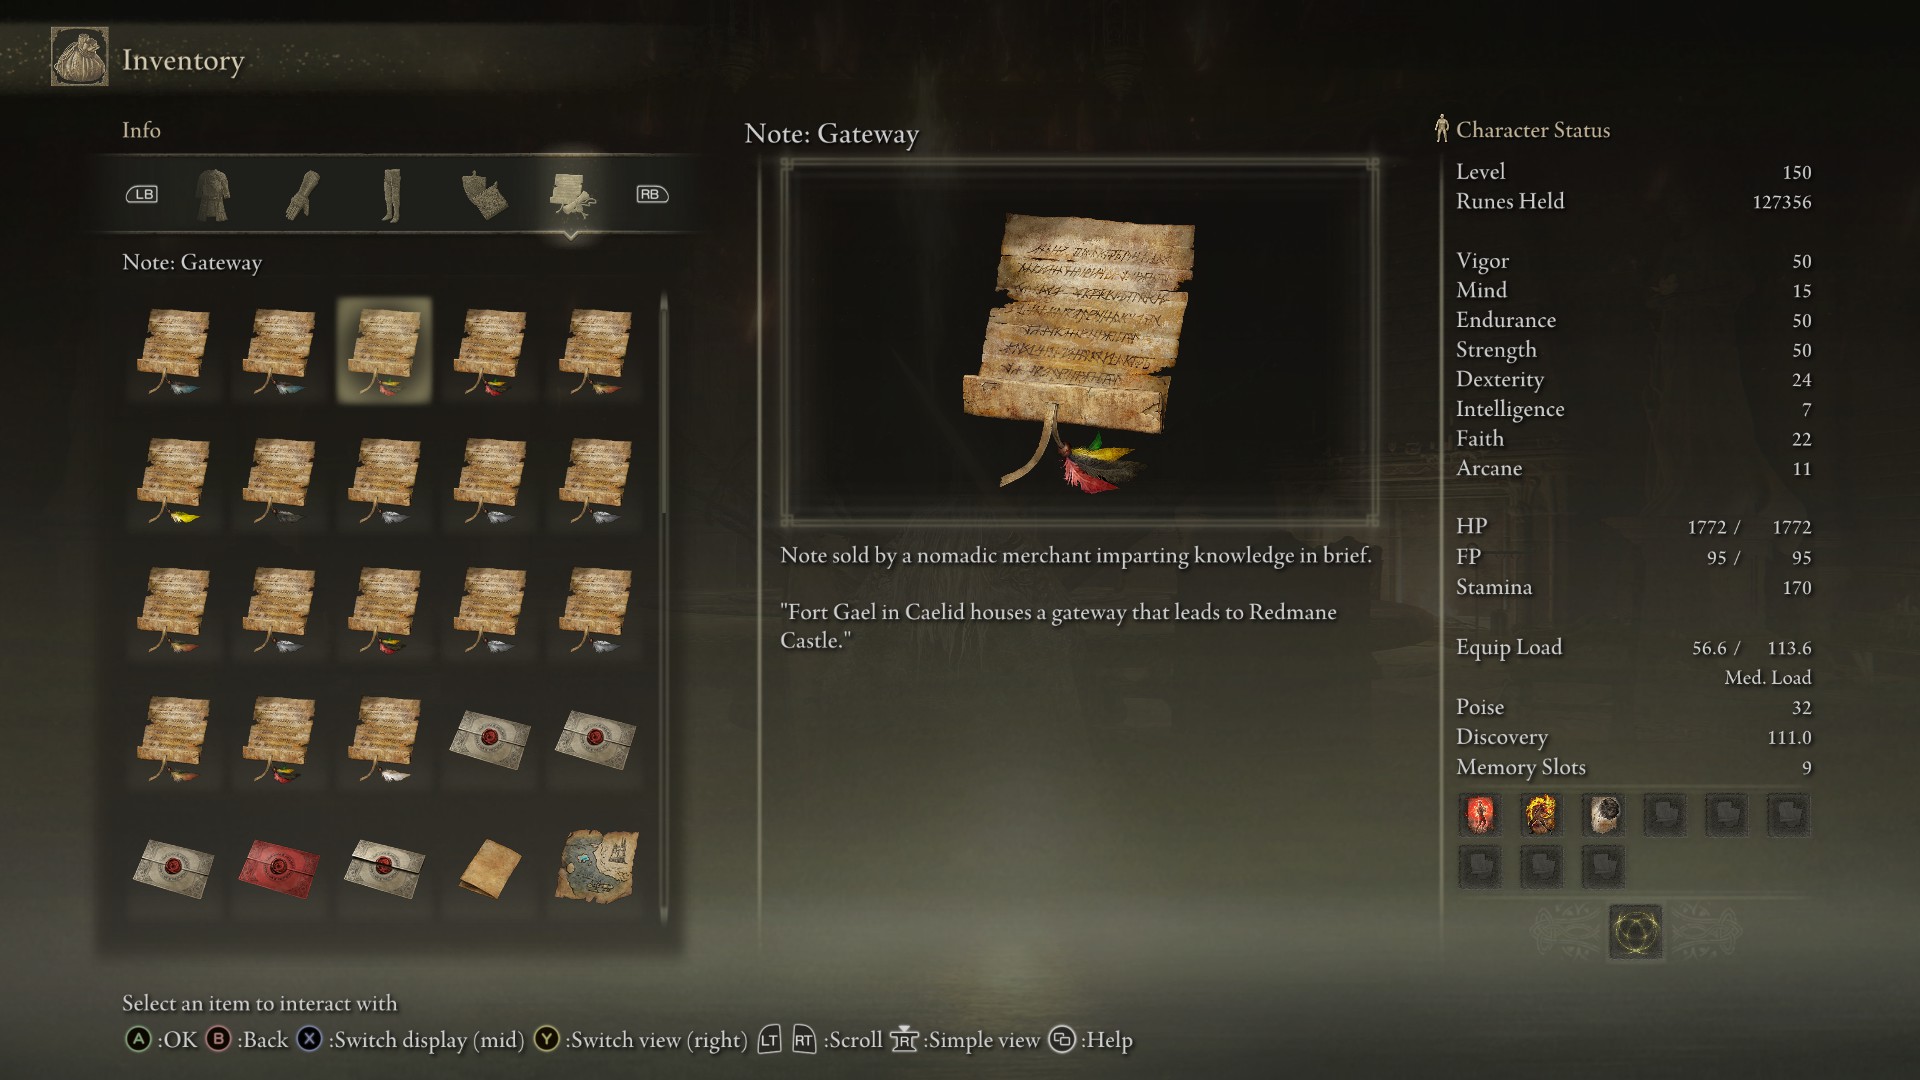 Inventory
Info
LB
RB
Note: Gateway
Note: Gateway
Note sold by a nomadic merchant imparting knowledge in brief.
"Fort Gael in Caelid houses a gateway that leads to Redmane
Castle."
Character Status
Level 150
Runes Held 127356
Vigor 50
Mind 15
Endurance 50
Strength 50
Dexterity 24
Intelligence 7
Faith 22
Arcane 11
HP 1772 / 1772
FP 95 / 95
Stamina 170
Equip Load 56.6 / 113.6
Med. Load
Poise 32
Discovery 111.0
Memory Slots 9
Select an item to interact with
A :OK B :Back X :Switch display (mid) Y :Switch view (right) LT RT :Scroll R :Simple view :Help